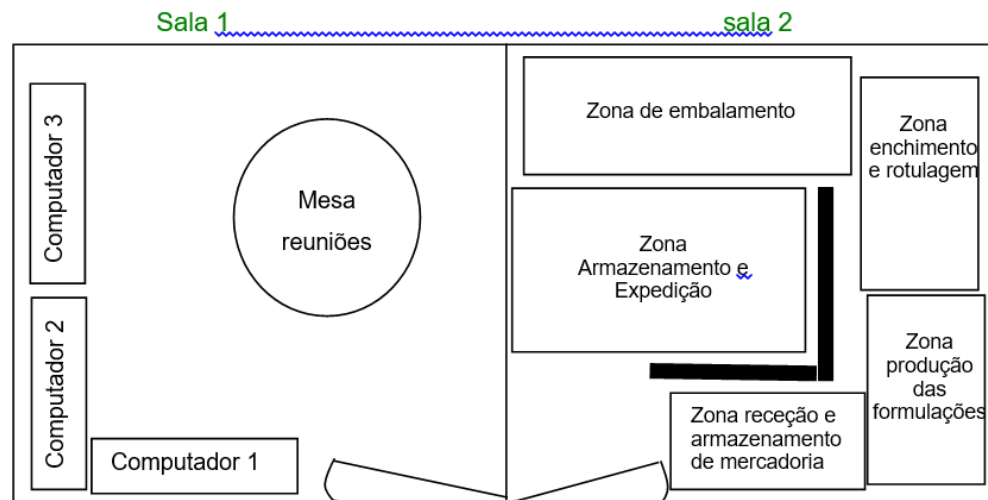 Sala 1
sala 2
Computador 3
Computador 2
Computador 1
Mesa
reuniões
Zona de embalamento
Zona
enchimento
e rotulagem
Zona
Armazenamento e
Expedição
Zona
produção
das
formulações
Zona receção e
armazenamento
de mercadoria